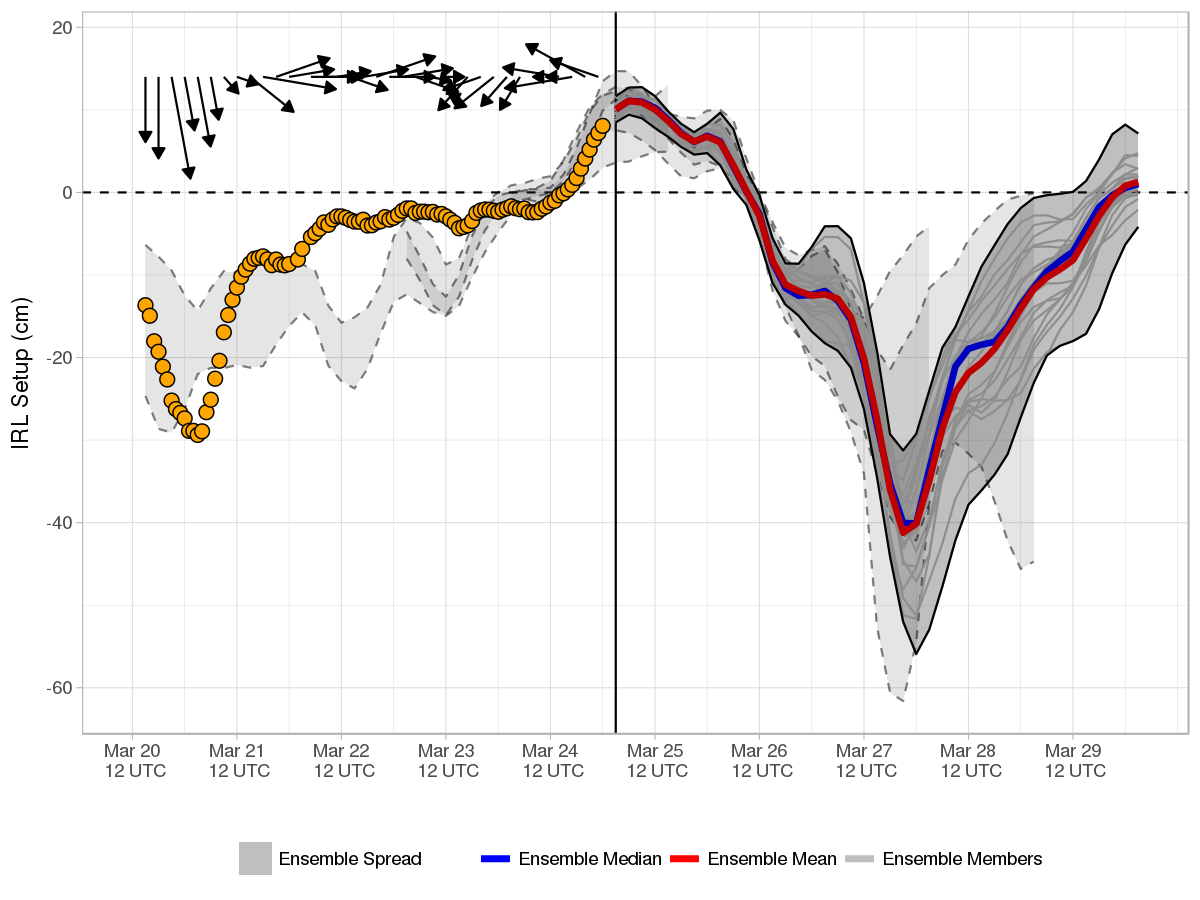 20
0
-20
-40
-60
IRL Setup (cm)
Mar 20 Mar 21 Mar 22 Mar 23 Mar 24 Mar 25 Mar 26 Mar 27 Mar 28 Mar 29
12 UTC 12 UTC 12 UTC 12 UTC 12 UTC 12 UTC 12 UTC 12 UTC 12 UTC 12 UTC
Ensemble Spread Ensemble Median Ensemble Mean Ensemble Members